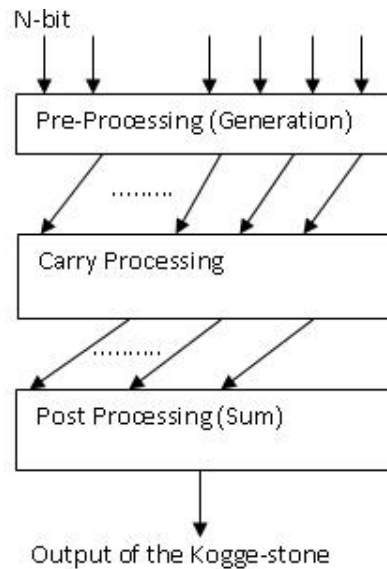 N-bit
Pre-Processing (Generation)
..........
Carry Processing
...........
Post Processing (Sum)
Output of the Kogge-stone